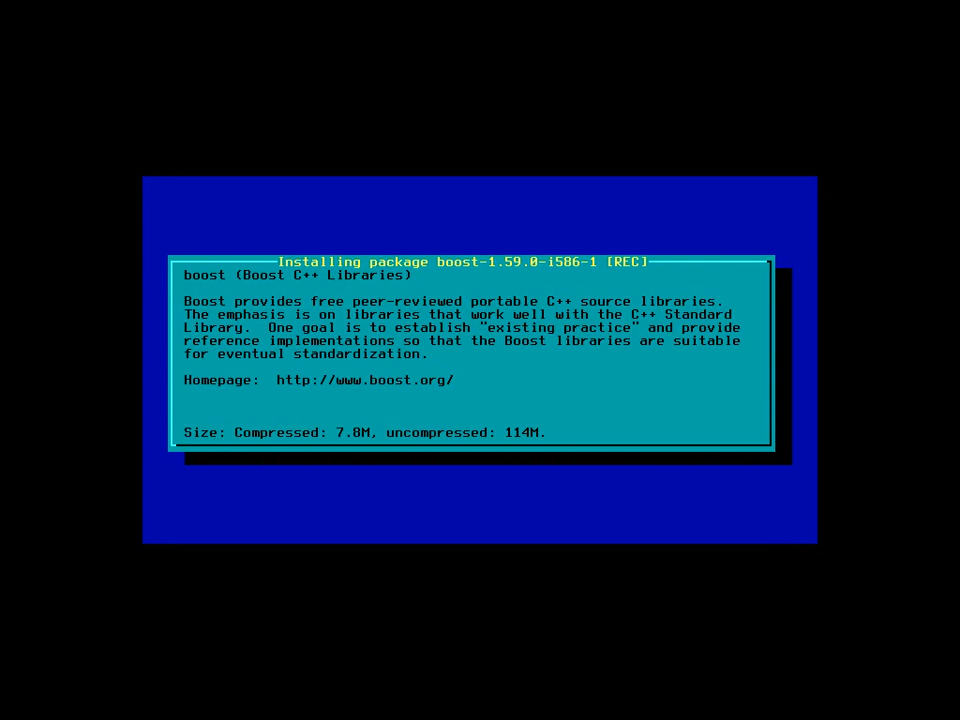 Installing package boost-1.59.0-i586-1 [REC]
boost (Boost C++ Libraries)
Boost provides free peer-reviewed portable C++ source libraries.
The emphasis is on libraries that work well with the C++ Standard
Library.  One goal is to establish "existing practice" and provide
reference implementations so that the Boost libraries are suitable
for eventual standardization.
Homepage:  http://www.boost.org/
Size: Compressed: 7.8M, uncompressed: 114M.